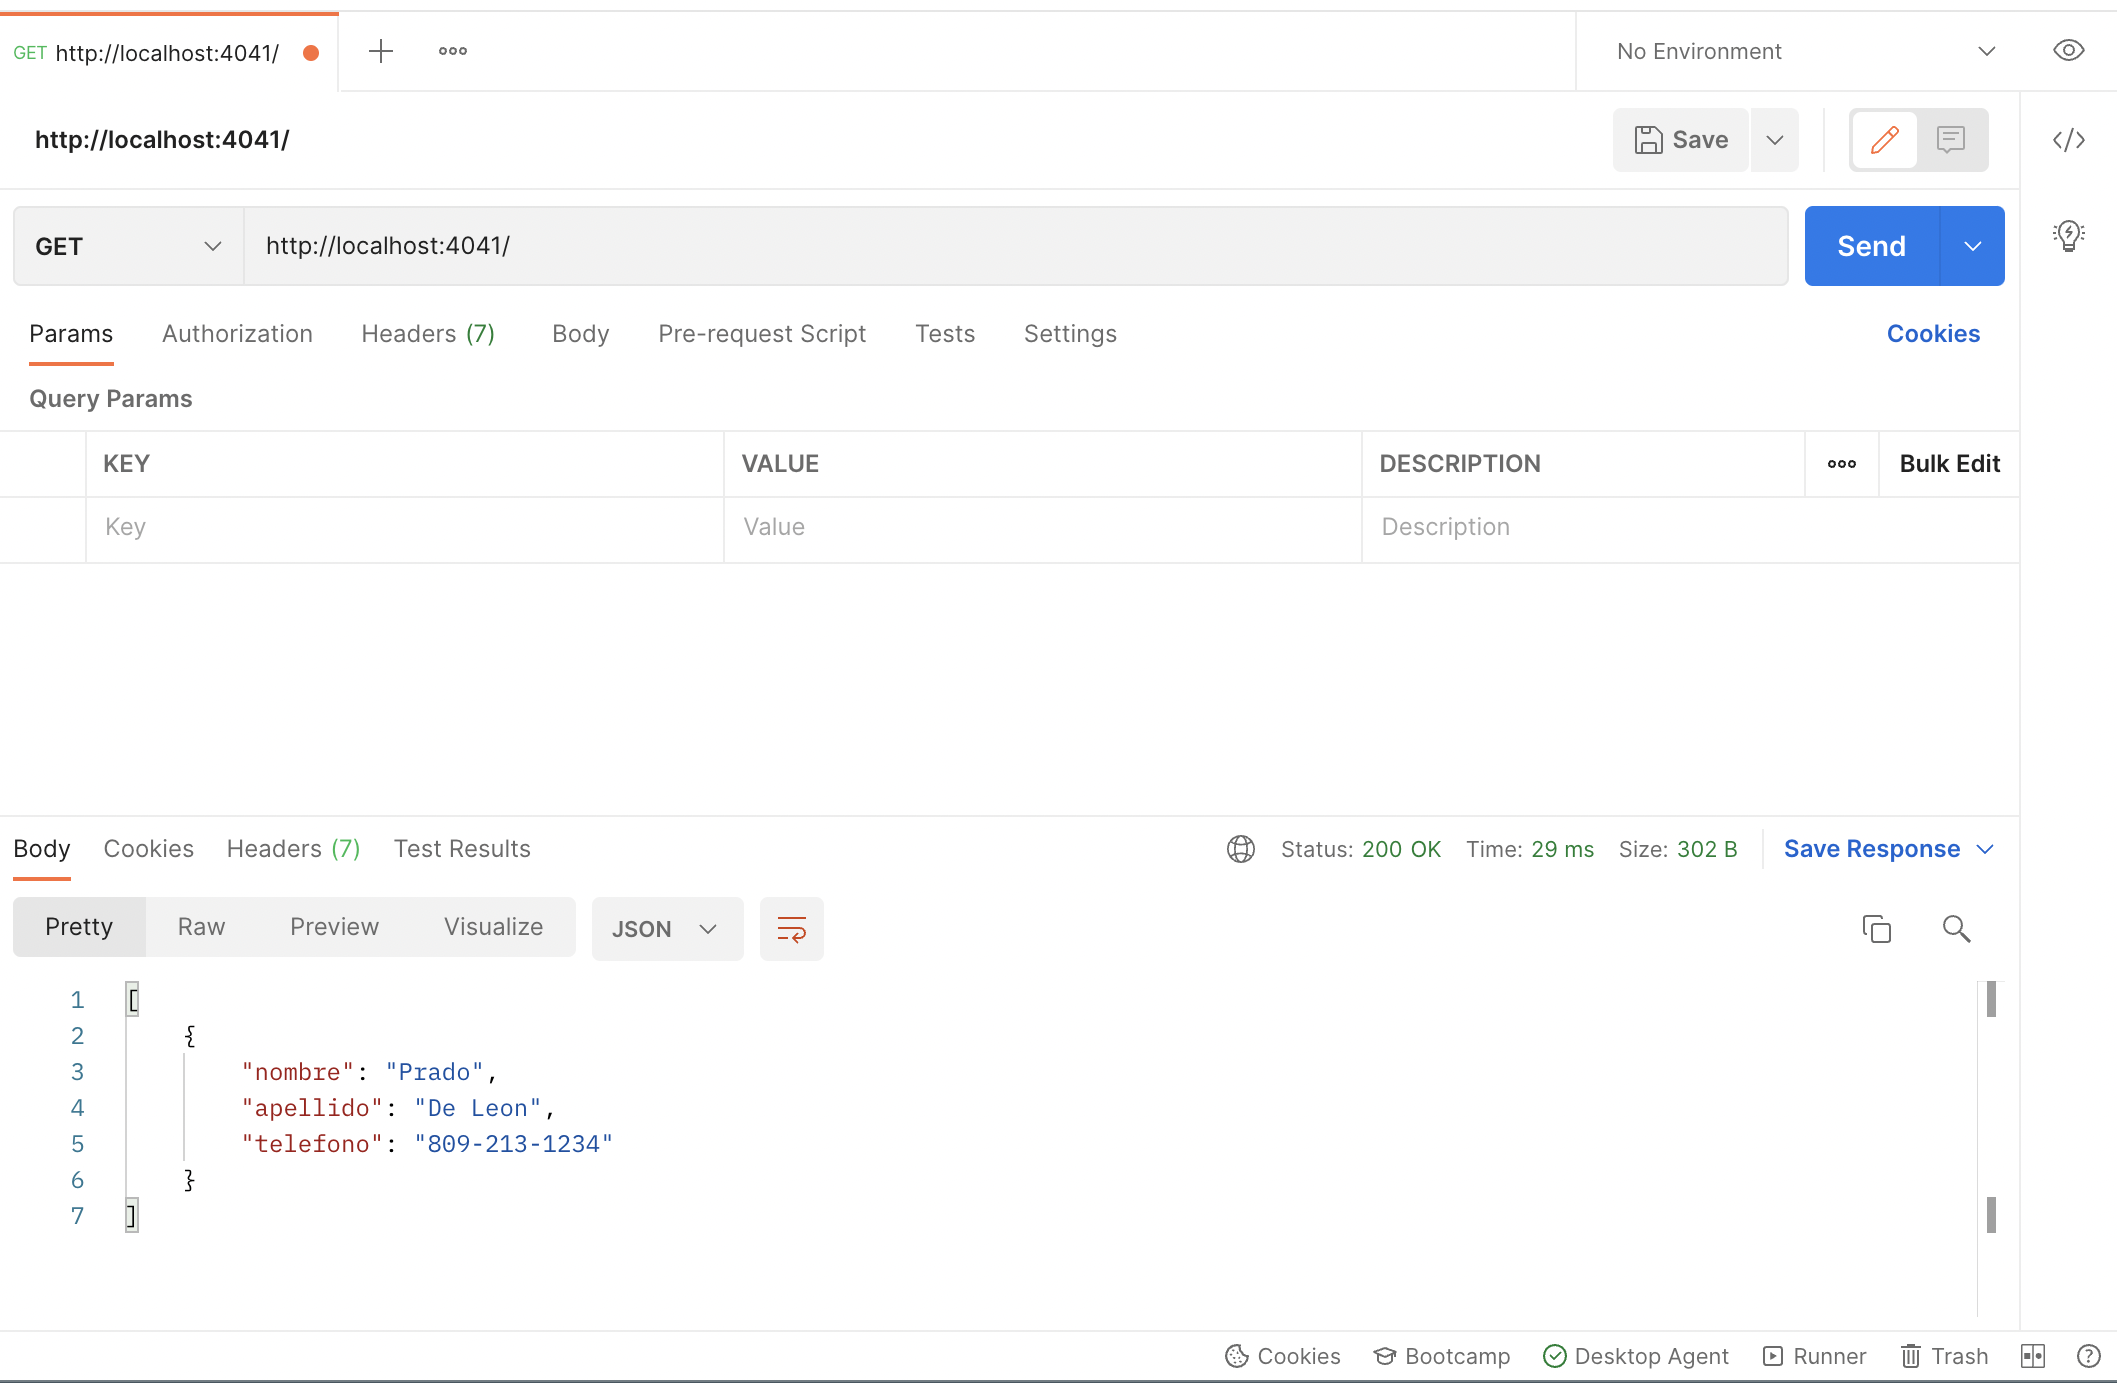 GET http://localhost:4041/
No Environment
http://localhost:4041/
Save
GET http://localhost:4041/ Send
Params Authorization Headers (7) Body Pre-request Script Tests Settings Cookies
Query Params
KEY VALUE DESCRIPTION Bulk Edit
Key Value Description
Body Cookies Headers (7) Test Results Status: 200 OK Time: 29 ms Size: 302 B Save Response
Pretty Raw Preview Visualize JSON
1 [
2 {
3 "nombre": "Prado",
4 "apellido": "De Leon",
5 "telefono": "809-213-1234"
6 }
7 ]
Cookies Bootcamp Desktop Agent Runner Trash